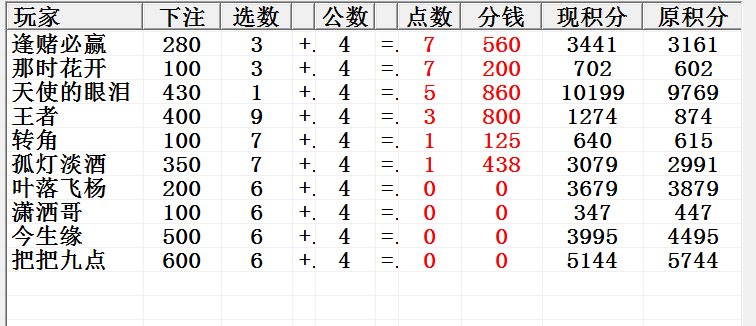 玩家 下注 选数 公数 点数 分钱 现积分 原积分
逢赌必赢 280 3 +. 4 =. 7 560 3441 3161
那时花开 100 3 +. 4 =. 7 200 702 602
天使的眼泪 430 1 +. 4 =. 5 860 10199 9769
王者 400 9 +. 4 =. 3 800 1274 874
转角 100 7 +. 4 =. 1 125 640 615
孤灯淡酒 350 7 +. 4 =. 1 438 3079 2991
叶落飞杨 200 6 +. 4 =. 0 0 3679 3879
潇洒哥 100 6 +. 4 =. 0 0 347 447
今生缘 500 6 +. 4 =. 0 0 3995 4495
把把九点 600 6 +. 4 =. 0 0 5144 5744